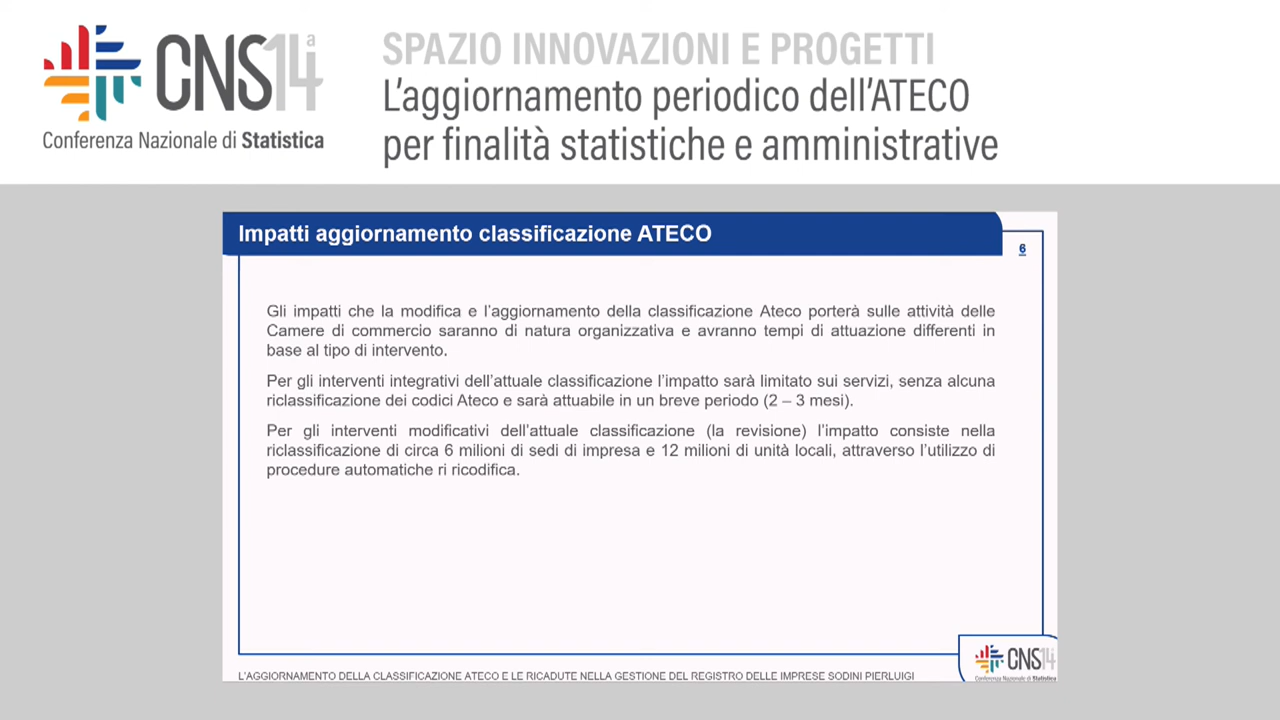 CNS14a
Conferenza Nazionale di Statistica
SPAZIO INNOVAZIONI E PROGETTI
L'aggiornamento periodico dell'ATECO
per finalità statistiche e amministrative
Impatti aggiornamento classificazione ATECO
6
Gli impatti che la modifica e l'aggiornamento della classificazione Ateco porterà sulle attività delle
Camere di commercio saranno di natura organizzativa e avranno tempi di attuazione differenti in
base al tipo di intervento.
Per gli interventi integrativi dell'attuale classificazione l'impatto sarà limitato sui servizi, senza alcuna
riclassificazione dei codici Ateco e sarà attuabile in un breve periodo (2 – 3 mesi).
Per gli interventi modificativi dell'attuale classificazione (la revisione) l'impatto consiste nella
riclassificazione di circa 6 milioni di sedi di impresa e 12 milioni di unità locali, attraverso l'utilizzo di
procedure automatiche ri ricodifica.
L'AGGIORNAMENTO DELLA CLASSIFICAZIONE ATECO E LE RICADUTE NELLA GESTIONE DEL REGISTRO DELLE IMPRESE SODINI PIERLUIGI
CNS14
Conferenza Nazionale di Statistica